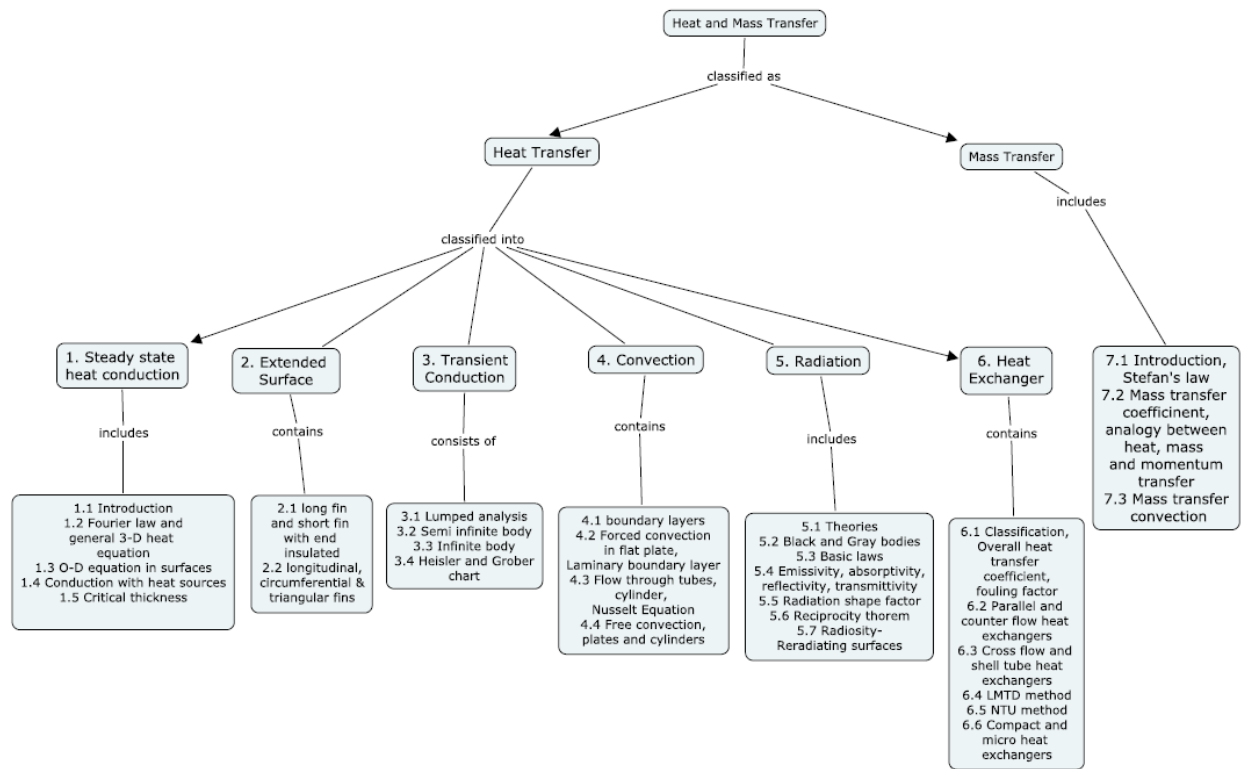 Heat and Mass Transfer
classified as
Heat Transfer
Mass Transfer
includes
classified into
1. Steady state
heat conduction
2. Extended
Surface
3. Transient
Conduction
4. Convection
5. Radiation
6. Heat
Exchanger
7.1 Introduction,
Stefan's law
7.2 Mass transfer
coefficinent,
analogy between
heat, mass
and momentum
transfer
7.3 Mass transfer
convection
includes
contains
consists of
contains
includes
contains
1.1 Introduction
1.2 Fourier law and
general 3-D heat
equation
1.3 O-D equation in surfaces
1.4 Conduction with heat sources
1.5 Critical thickness
2.1 long fin
and short fin
with end
insulated
2.2 longitudinal,
circumferential &
triangular fins
3.1 Lumped analysis
3.2 Semi infinite body
3.3 Infinite body
3.4 Heisler and Grober
chart
4.1 boundary layers
4.2 Forced convection
in flat plate,
Laminary boundary layer
4.3 Flow through tubes,
cylinder,
Nusselt Equation
4.4 Free convection,
plates and cylinders
5.1 Theories
5.2 Black and Gray bodies
5.3 Basic laws
5.4 Emissivity, absorptivity,
reflectivity, transmittivity
5.5 Radiation shape factor
5.6 Reciprocity thorem
5.7 Radiosity-
Reradiating surfaces
6.1 Classification,
Overall heat
transfer
coefficient,
fouling factor
6.2 Parallel and
counter flow heat
exchangers
6.3 Cross flow and
shell tube heat
exchangers
6.4 LMTD method
6.5 NTU method
6.6 Compact and
micro heat
exchangers